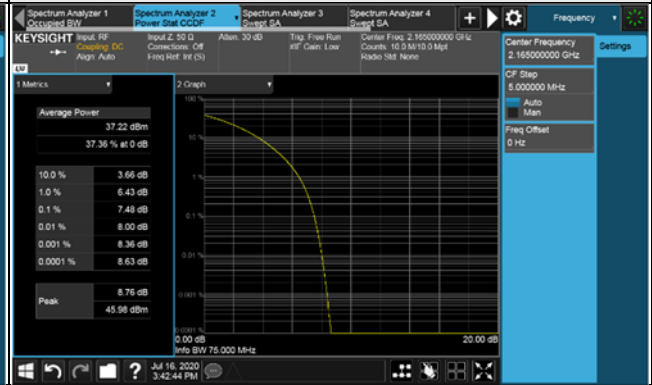 Spectrum Analyzer 1
Occupied BW
Spectrum Analyzer 2
Power Stat CCDF
Spectrum Analyzer 3
Swept SA
Spectrum Analyzer 4
Swept SA
Frequency
KEYSIGHT
Input: RF
Coupling: DC
Align: Auto
Input Z: 50 Ω
Corrections: Off
Freq Ref: Int (S)
Atten: 30 dB
Trig: Free Run
#IF Gain: Low
Center Freq: 2.165000000 GHz
Counts: 10.0 M/10.0 Mpt
Radio Std: None
Center Frequency
2.165000000 GHz
Settings
CF Step
5.000000 MHz
Auto
Man
Freq Offset
0 Hz
1 Metrics
2 Graph
Average Power
37.22 dBm
37.36 % at 0 dB
10.0 % 3.66 dB
1.0 % 6.43 dB
0.1 % 7.48 dB
0.01 % 8.00 dB
0.001 % 8.36 dB
0.0001 % 8.63 dB
Peak
8.76 dB
45.98 dBm
100 %
10 %
1 %
0.1 %
0.01 %
0.001 %
0.0001 %
0.00 dB
20.00 dB
Info BW 75.000 MHz
Jul 16, 2020
3:42:44 PM